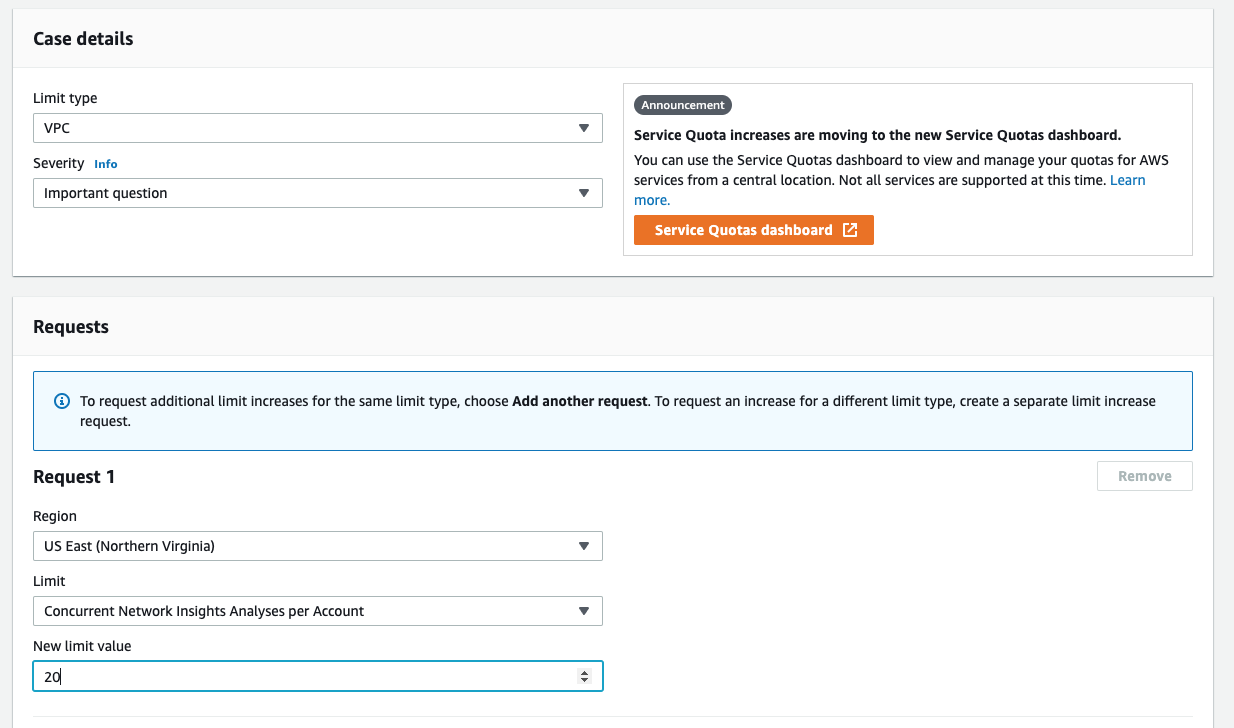 Case details
Limit type
VPC
Severity Info
Important question
Announcement
Service Quota increases are moving to the new Service Quotas dashboard.
You can use the Service Quotas dashboard to view and manage your quotas for AWS
services from a central location. Not all services are supported at this time. Learn
more.
Service Quotas dashboard
Requests
To request additional limit increases for the same limit type, choose Add another request. To request an increase for a different limit type, create a separate limit increase
request.
Request 1
Remove
Region
US East (Northern Virginia)
Limit
Concurrent Network Insights Analyses per Account
New limit value
20